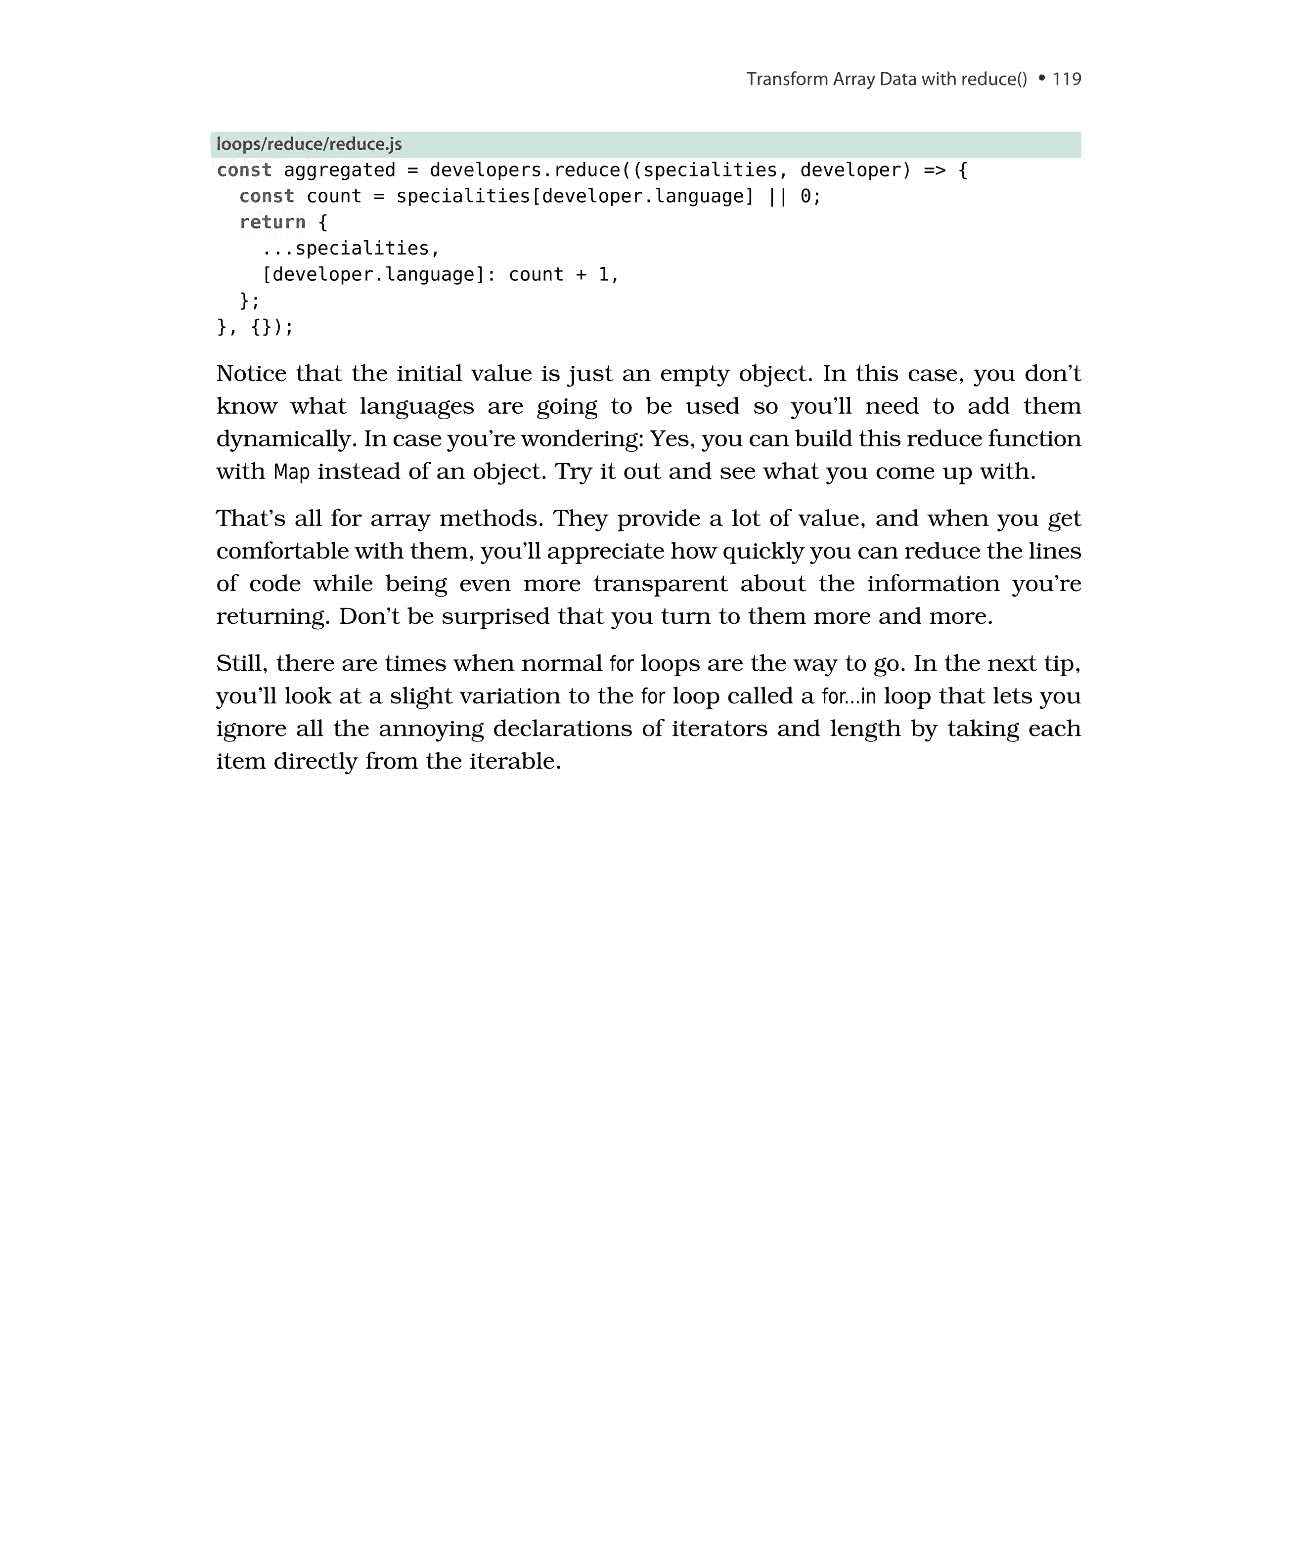 Transform Array Data with reduce() • 119
loops/reduce/reduce.js
const aggregated = developers.reduce((specialities, developer) => {
  const count = specialities[developer.language] || 0;
  return {
    ...specialities,
    [developer.language]: count + 1,
  };
}, {});
Notice that the initial value is just an empty object. In this case, you don’t
know what languages are going to be used so you’ll need to add them
dynamically. In case you’re wondering: Yes, you can build this reduce function
with Map instead of an object. Try it out and see what you come up with.
That’s all for array methods. They provide a lot of value, and when you get
comfortable with them, you’ll appreciate how quickly you can reduce the lines
of code while being even more transparent about the information you’re
returning. Don’t be surprised that you turn to them more and more.
Still, there are times when normal for loops are the way to go. In the next tip,
you’ll look at a slight variation to the for loop called a for...in loop that lets you
ignore all the annoying declarations of iterators and length by taking each
item directly from the iterable.